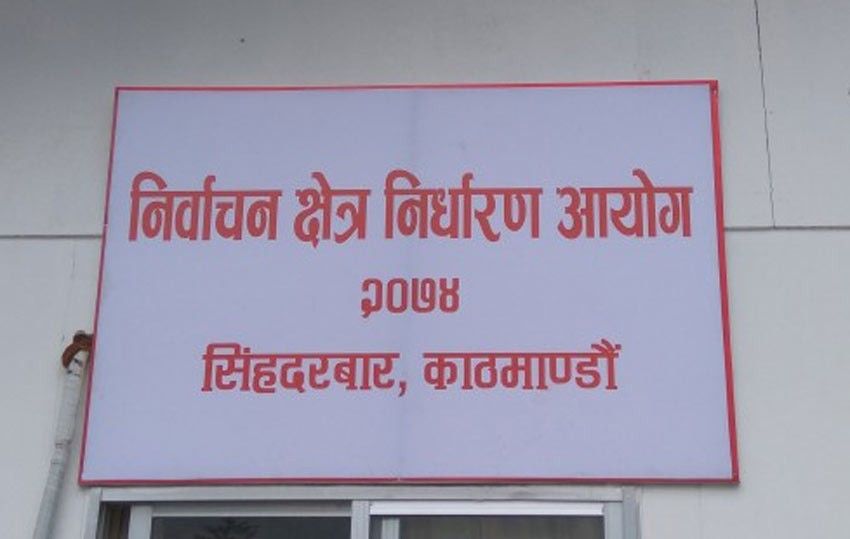 निर्वाचन क्षेत्र निर्धारण आयोग
२०७४
सिंहदरबार, काठमाण्डौं